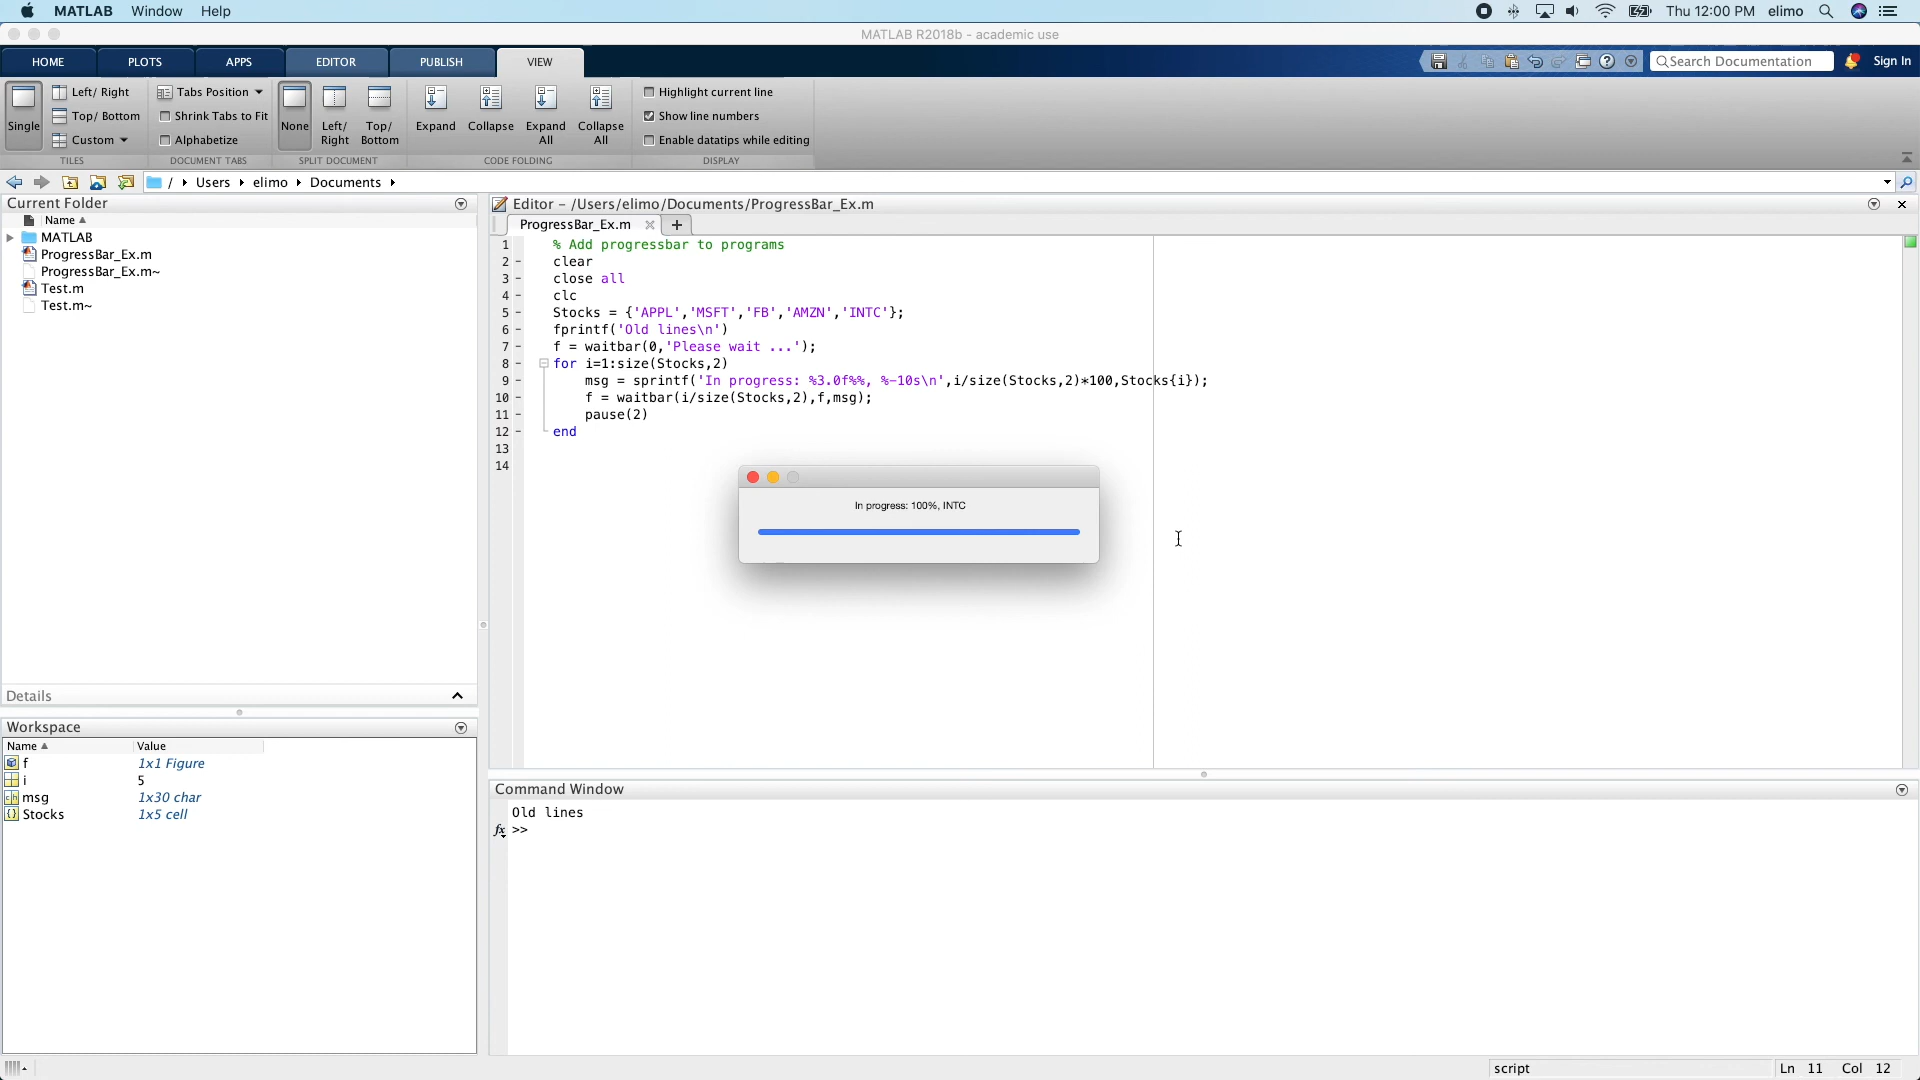 MATLAB Window Help Thu 12:00 PM elimo
MATLAB R2018b - academic use
HOME PLOTS APPS EDITOR PUBLISH VIEW Search Documentation Sign In
Single Left/ Right Top/ Bottom Custom
Tabs Position Shrink Tabs to Fit Alphabetize
None Left/ Right Top/ Bottom
Expand Collapse Expand All Collapse All
Highlight current line
Show line numbers
Enable datatips while editing
TILES DOCUMENT TABS SPLIT DOCUMENT CODE FOLDING DISPLAY
/ Users elimo Documents
Current Folder
Name
MATLAB
ProgressBar_Ex.m
ProgressBar_Ex.m~
Test.m
Test.m~
Details
Workspace
Name Value
f 1x1 Figure
i 5
msg 1x30 char
Stocks 1x5 cell
Editor - /Users/elimo/Documents/ProgressBar_Ex.m
ProgressBar_Ex.m
1 % Add progressbar to programs
2 - clear
3 - close all
4 - clc
5 - Stocks = {'APPL','MSFT','FB','AMZN','INTC'};
6 - fprintf('Old lines\n')
7 - f = waitbar(0,'Please wait ...');
8 - for i=1:size(Stocks,2)
9 - msg = sprintf('In progress: %3.0f%%, %-10s\n',i/size(Stocks,2)*100,Stocks{i});
10 - f = waitbar(i/size(Stocks,2),f,msg);
11 - pause(2)
12 - end
13
14
In progress: 100%, INTC
Command Window
Old lines
fx >>
script Ln 11 Col 12